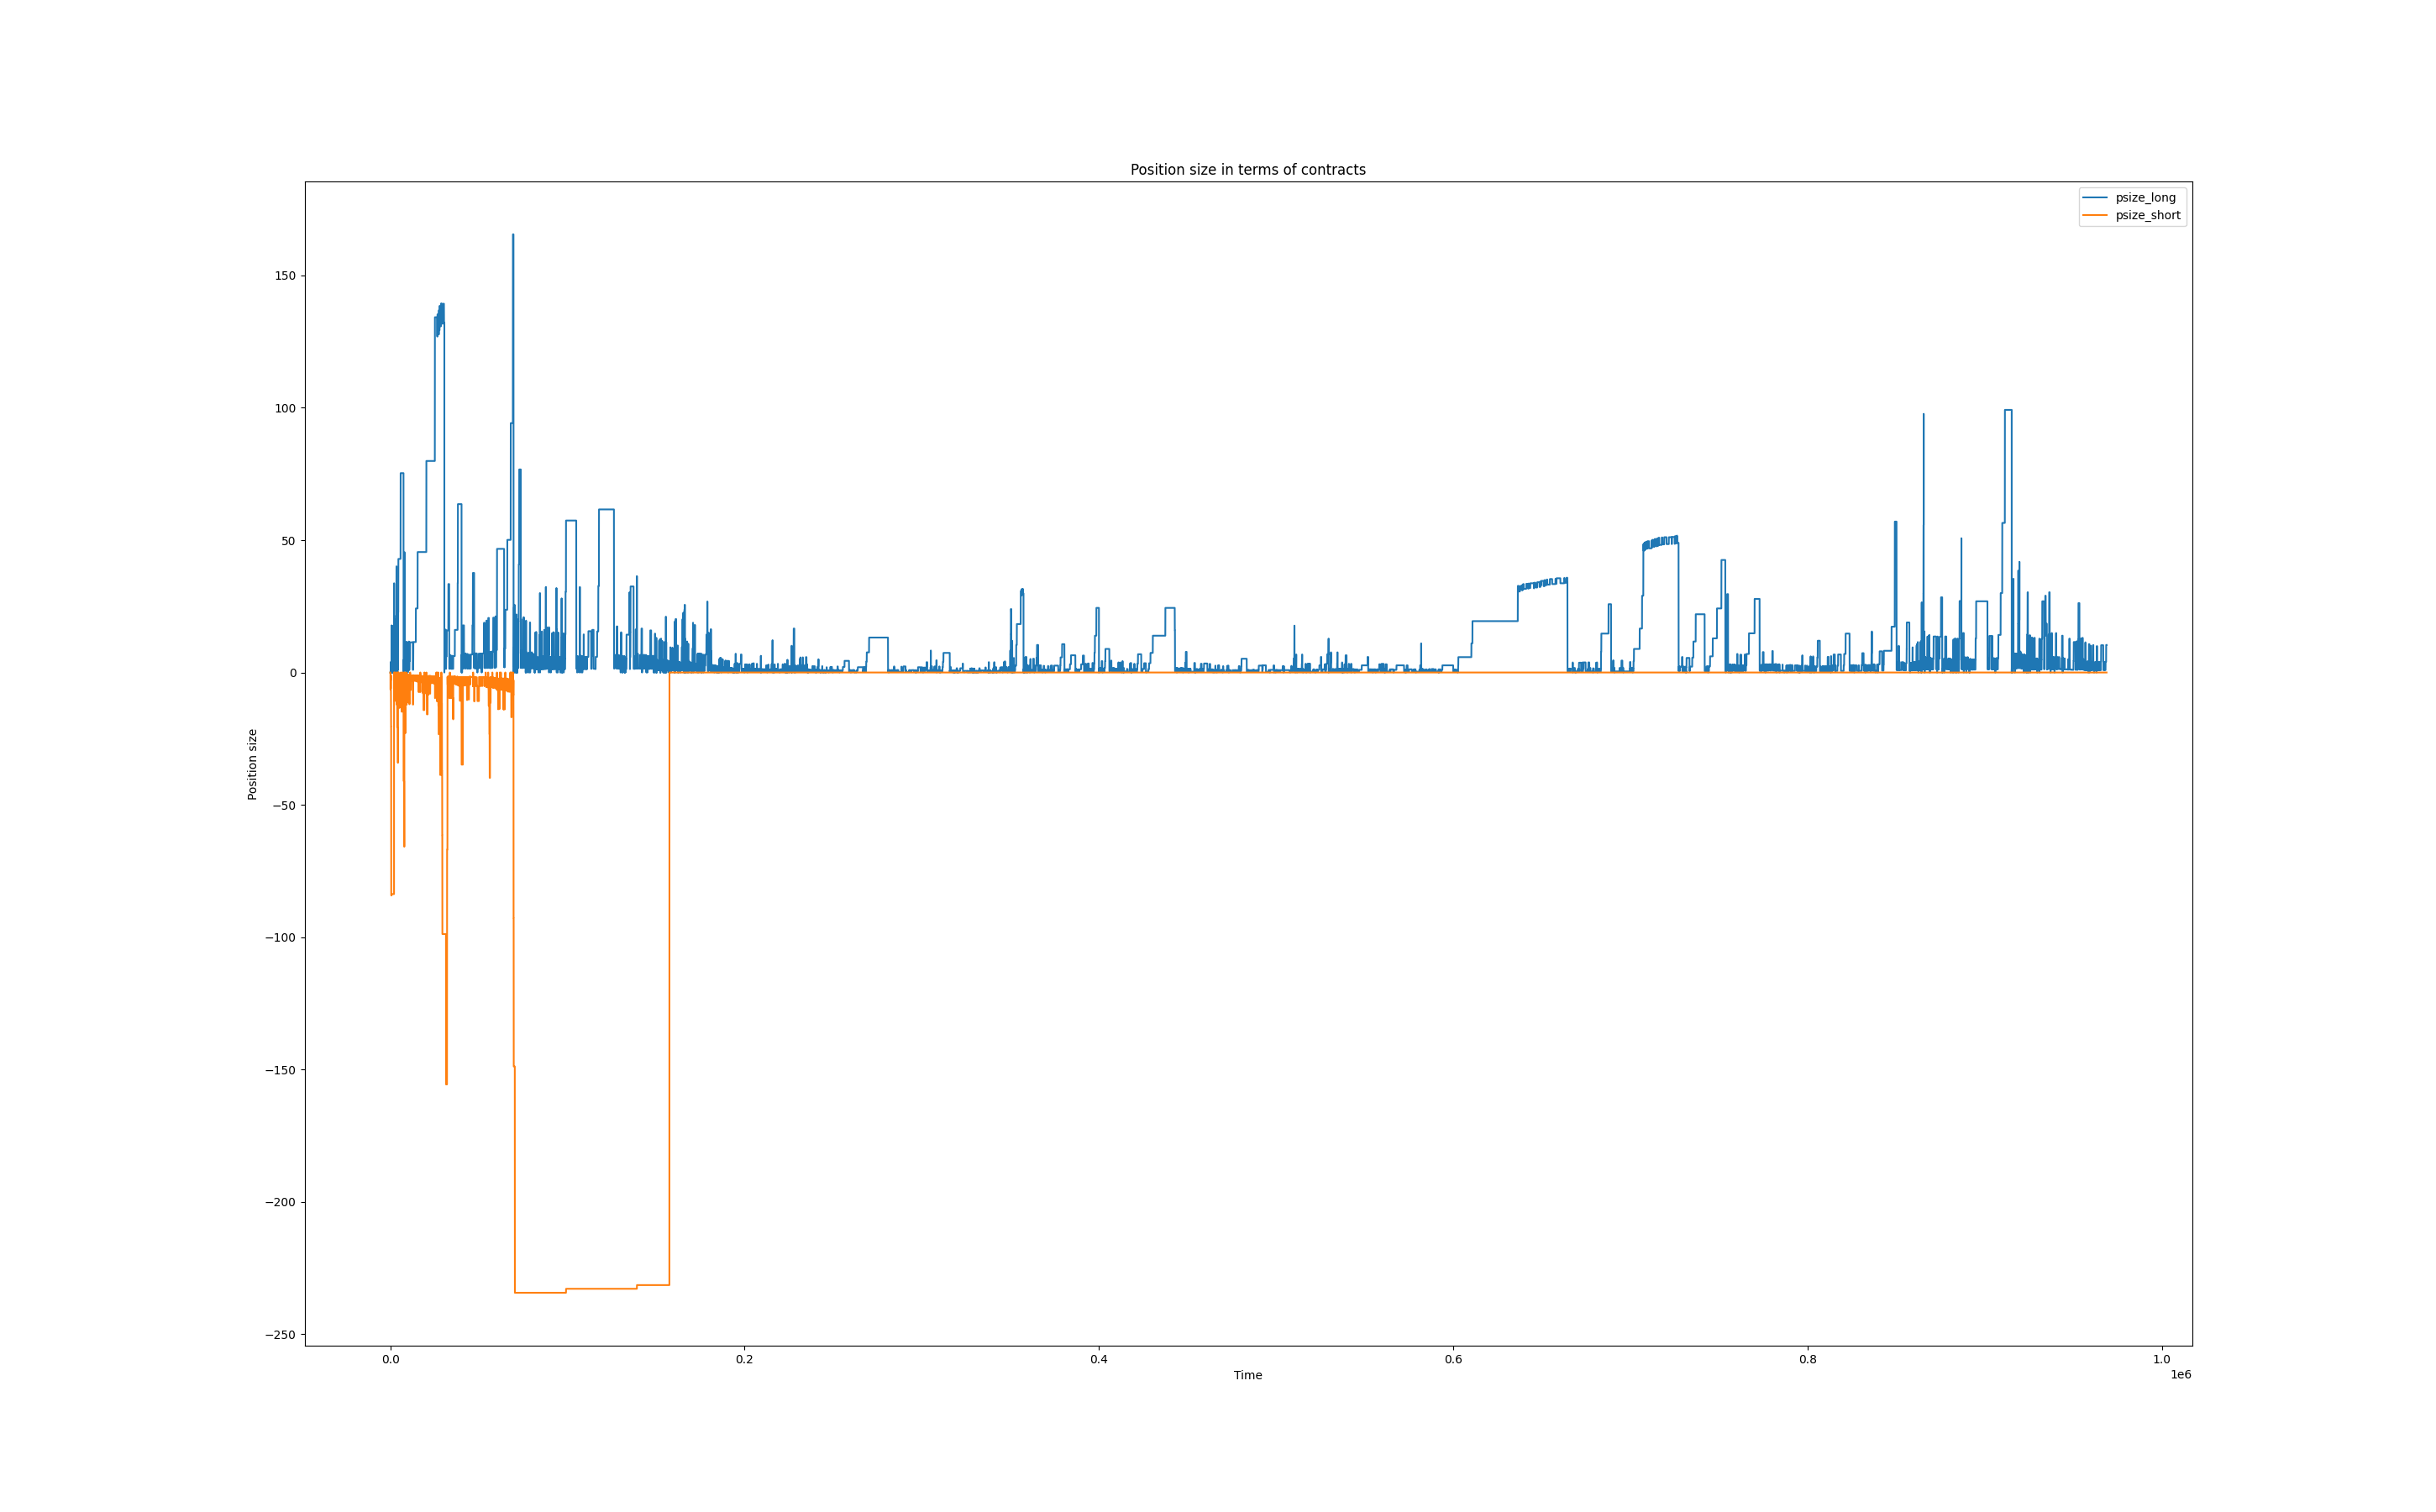 Position size in terms of contracts
psize_long
psize_short
150
100
50
0
−50
−100
−150
−200
−250
Position size
0.0
0.2
0.4
0.6
0.8
1.0
Time
1e6